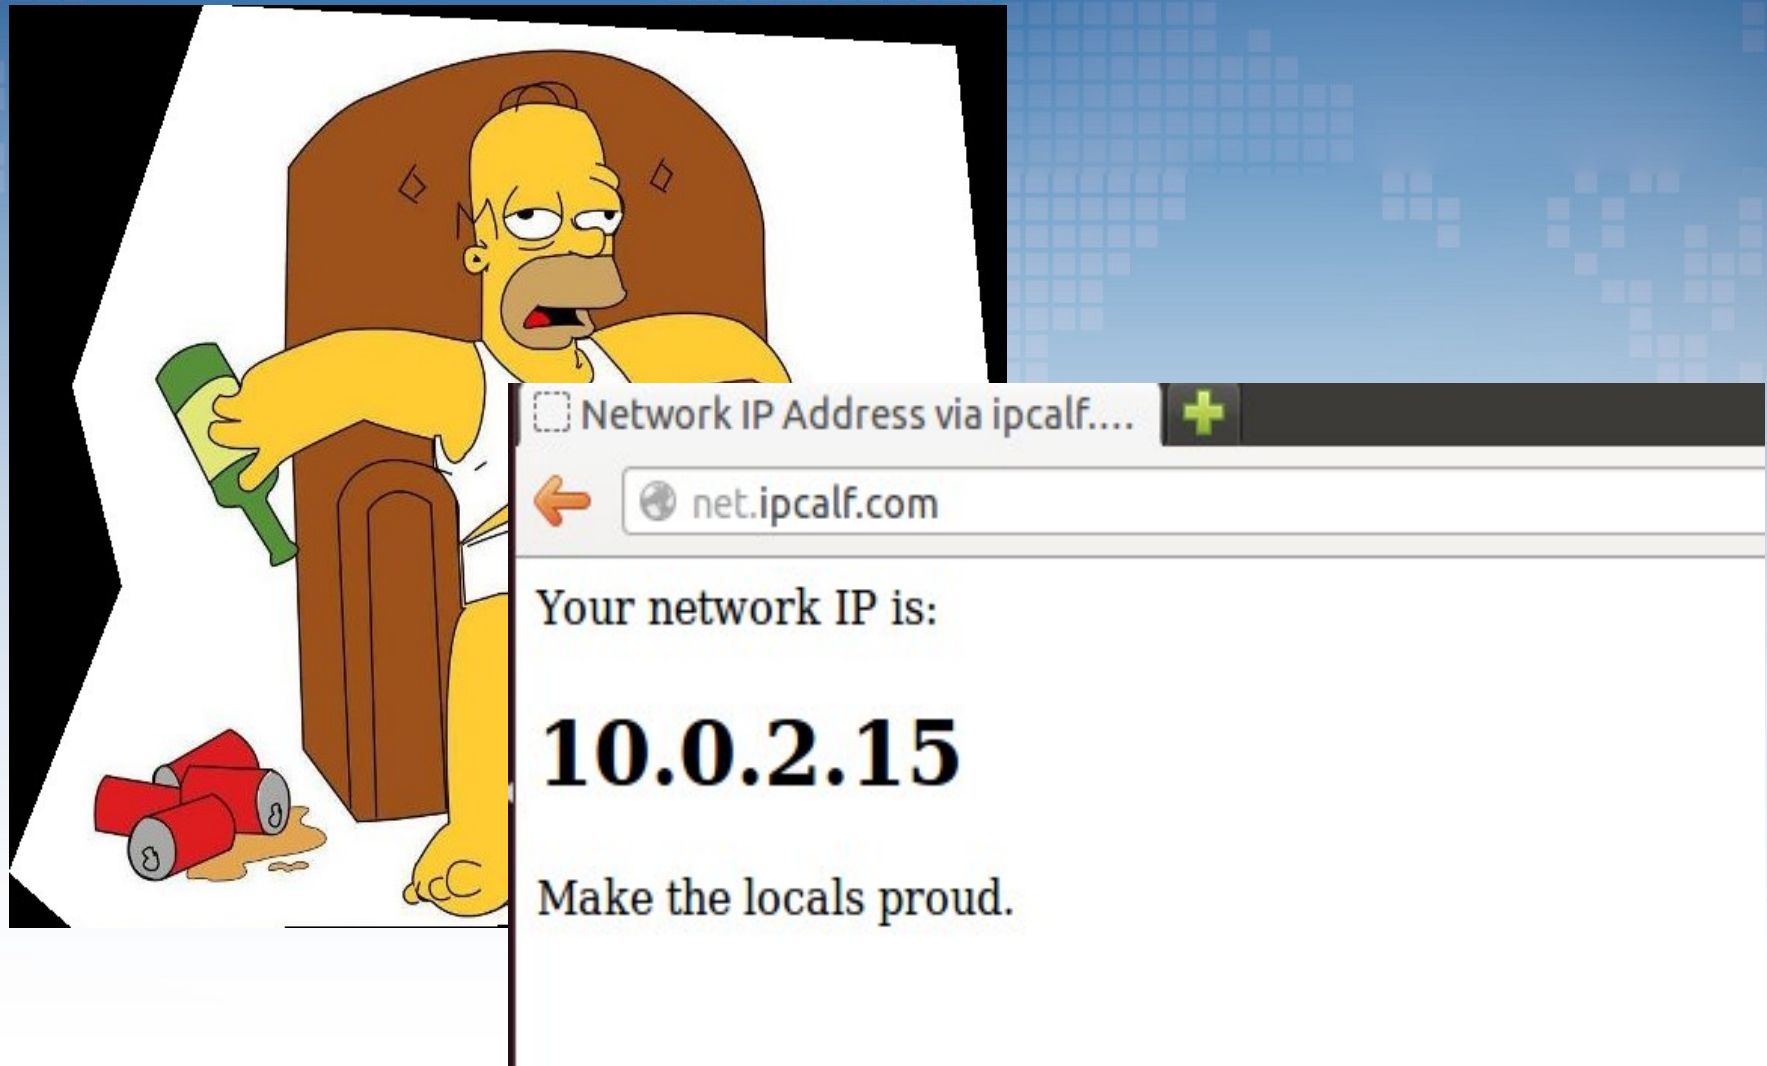 Network IP Address via ipcalf....
net.ipcalf.com
Your network IP is:
10.0.2.15
Make the locals proud.